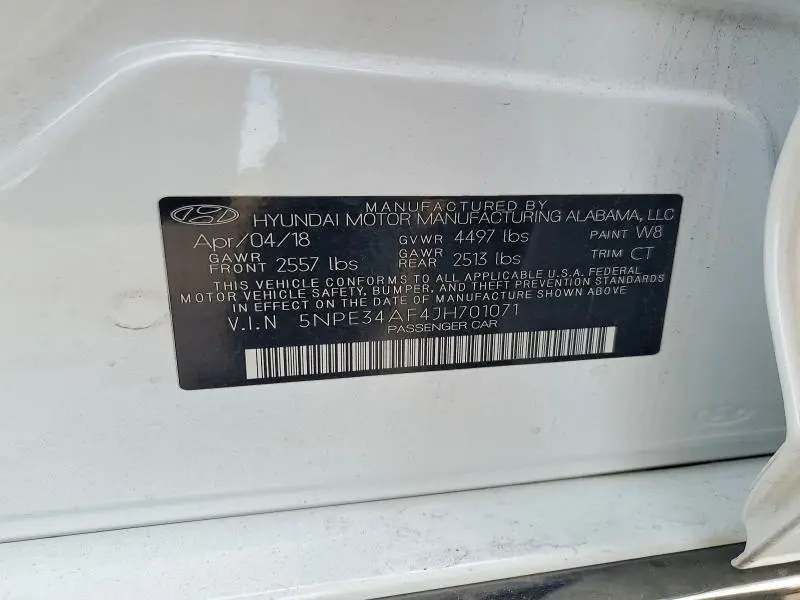 MANUFACTURED BY
HYUNDAI MOTOR MANUFACTURING ALABAMA, LLC
Apr/04/18 GVWR 4497 lbs PAINT W8
GAWR FRONT 2557 lbs GAWR REAR 2513 lbs TRIM CT
THIS VEHICLE CONFORMS TO ALL APPLICABLE U.S.A. FEDERAL
MOTOR VEHICLE SAFETY, BUMPER, AND THEFT PREVENTION STANDARDS
IN EFFECT ON THE DATE OF MANUFACTURE SHOWN ABOVE
V.I.N 5NPE34AF4JH701071
PASSENGER CAR